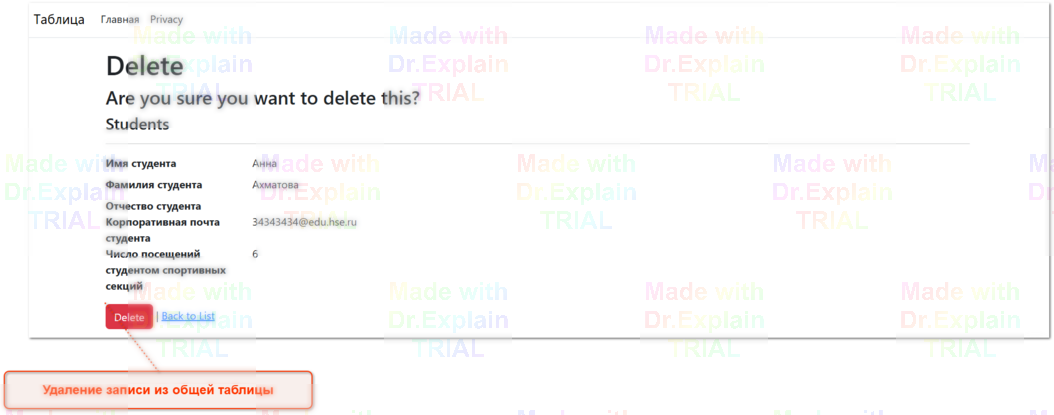 Таблица Главная Privacy
Delete
Are you sure you want to delete this?
Students
Имя студента Анна
Фамилия студента Ахматова
Отчество студента
Корпоративная почта 34343434@edu.hse.ru
студента
Число посещений 6
студентом спортивных
секций
Delete | Back to List
Удаление записи из общей таблицы
Made with
Dr.Explain
TRIAL